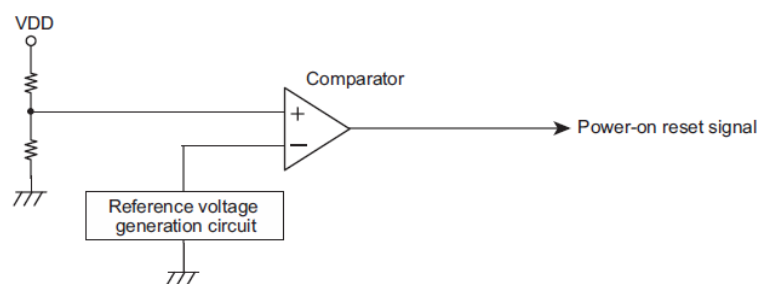 VDD
Comparator
+
−
Power-on reset signal
Reference voltage
generation circuit